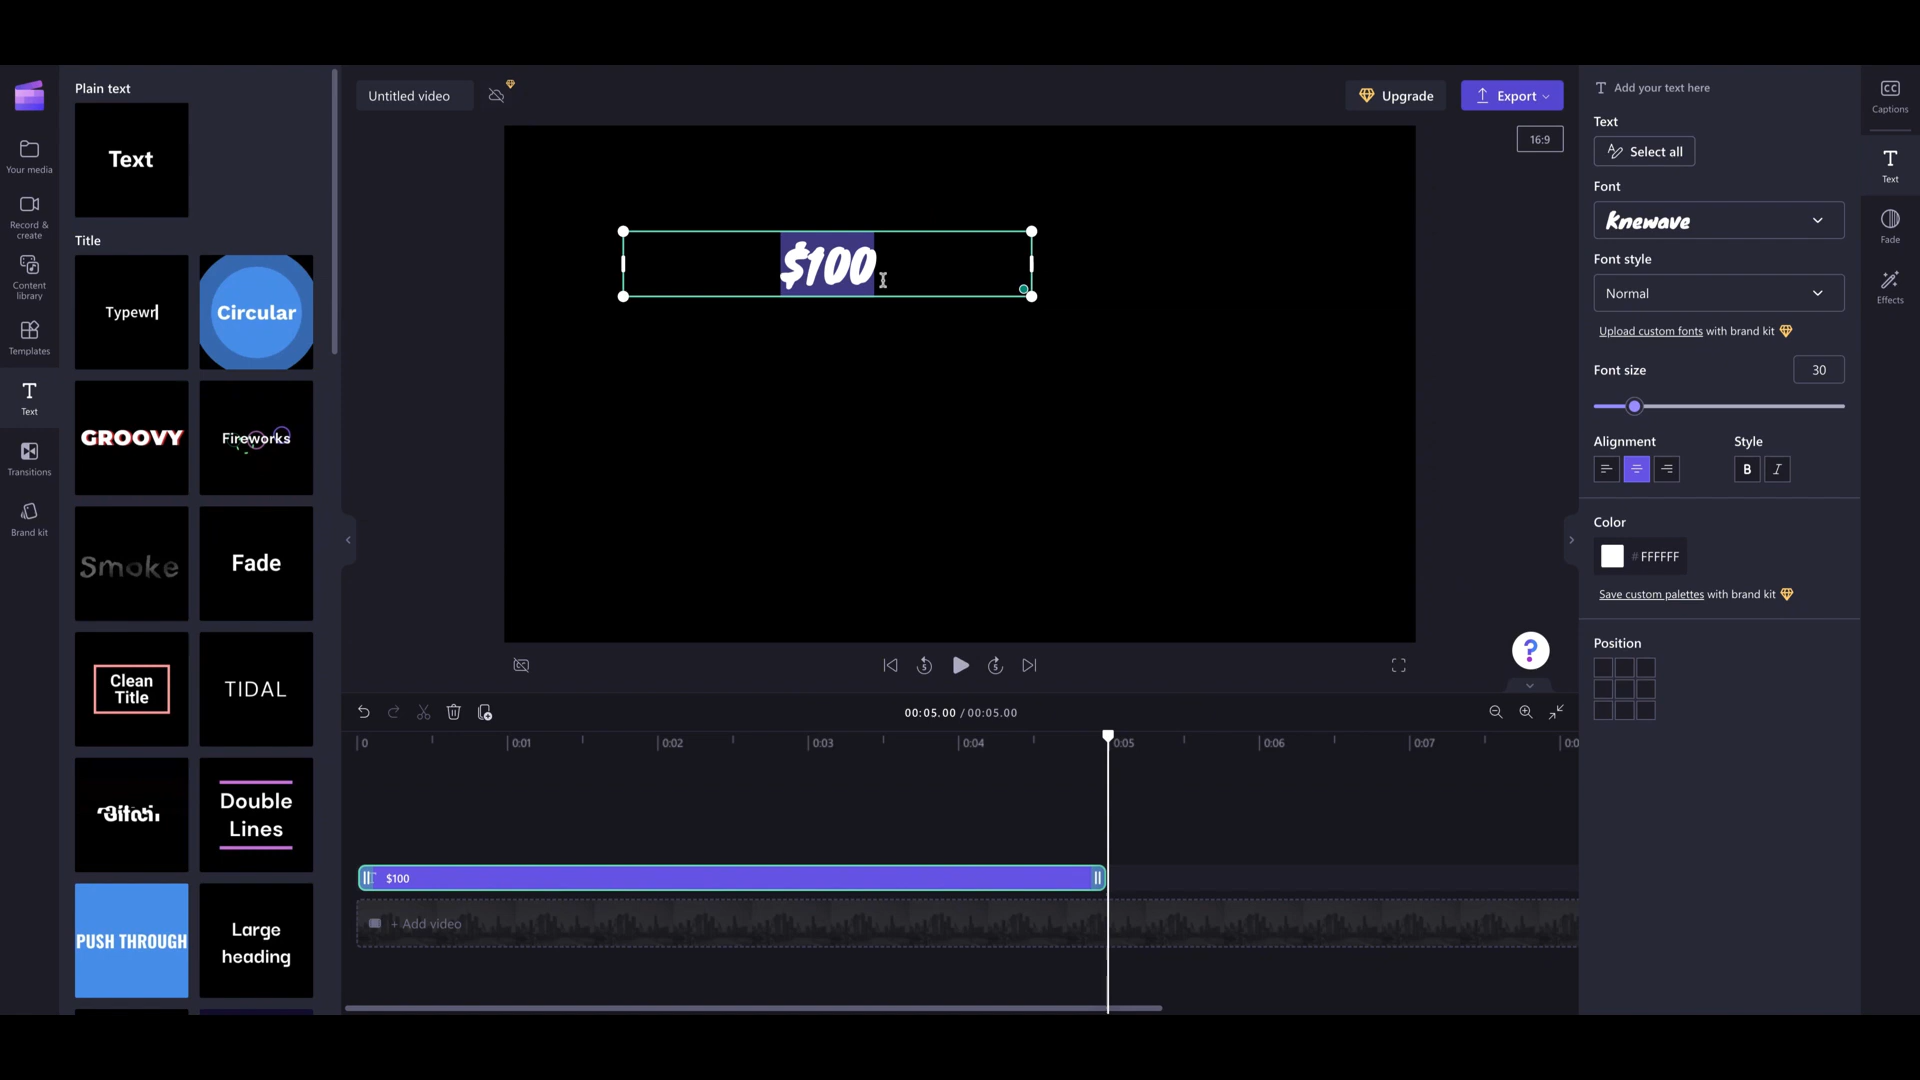 Plain text
Text
Title
Typewr
Circular
GROOVY
Fireworks
Smoke
Fade
Clean
Title
TIDAL
Double
Lines
PUSH THROUGH
Large
heading
Your media
Record &
create
Content
library
Templates
Text
Transitions
Brand kit
Untitled video
Upgrade
Export
16:9
$100
00:05.00 / 00:05.00
0
0:01
0:02
0:03
0:04
0:05
0:06
0:07
0:0
$100
+ Add video
Add your text here
Text
Select all
Font
Knewave
Font style
Normal
Upload custom fonts with brand kit
Font size
30
Alignment
Style
B
I
Color
# FFFFFF
Save custom palettes with brand kit
Position
CC
Captions
Text
Fade
Effects